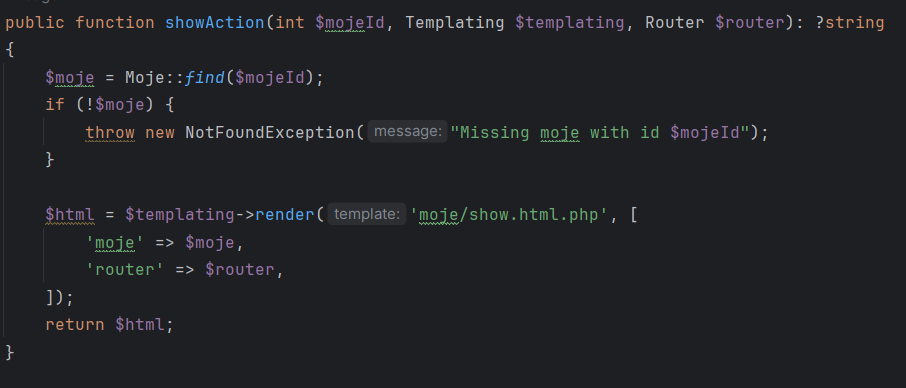 public function showAction(int $mojeId, Templating $templating, Router $router): ?string
{
    $moje = Moje::find($mojeId);
    if (!$moje) {
        throw new NotFoundException( message: "Missing moje with id $mojeId");
    }

    $html = $templating->render( template: 'moje/show.html.php', [
        'moje' => $moje,
        'router' => $router,
    ]);
    return $html;
}